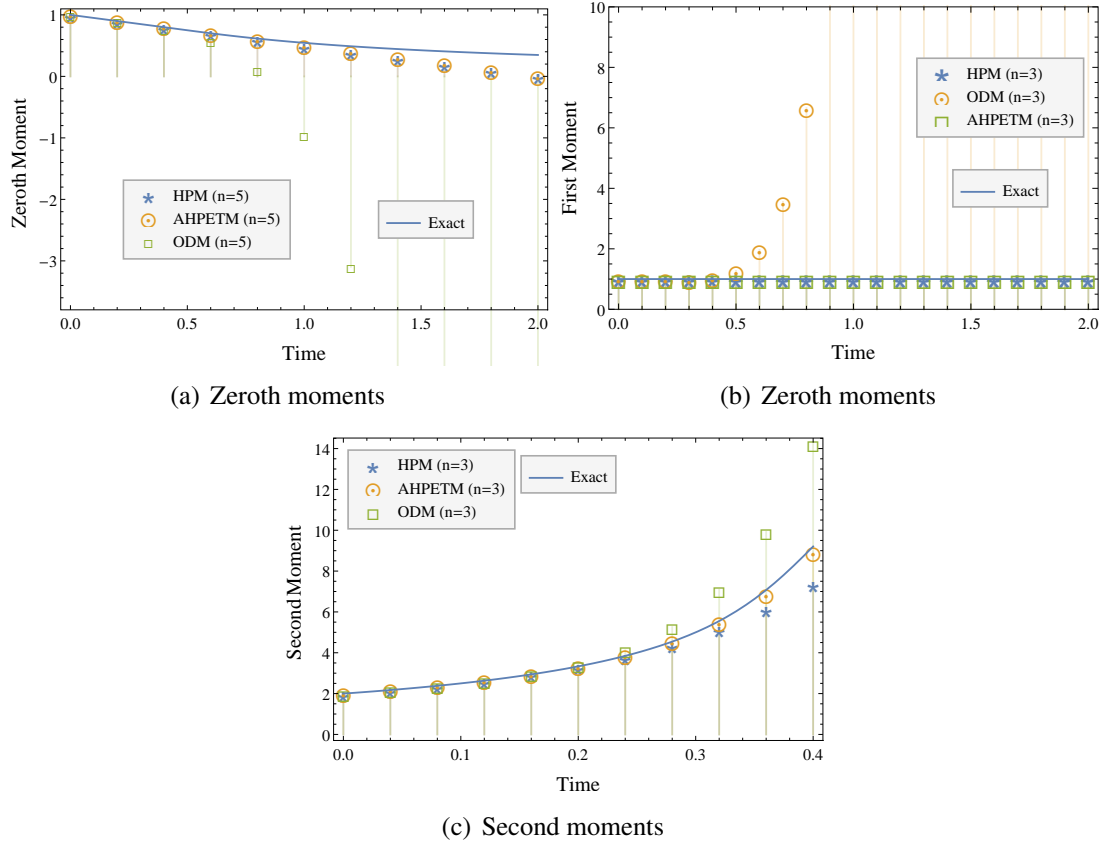 1
0
-1
-2
-3
Zeroth Moment
HPM (n=5)
AHPETM (n=5)
ODM (n=5)
Exact
0.0 0.5 1.0 1.5 2.0
Time
(a) Zeroth moments
10
8
6
4
2
0
First Moment
HPM (n=3)
ODM (n=3)
AHPETM (n=3)
Exact
0.0 0.5 1.0 1.5 2.0
Time
(b) Zeroth moments
14
12
10
8
6
4
2
0
Second Moment
HPM (n=3)
AHPETM (n=3)
ODM (n=3)
Exact
0.0 0.1 0.2 0.3 0.4
Time
(c) Second moments